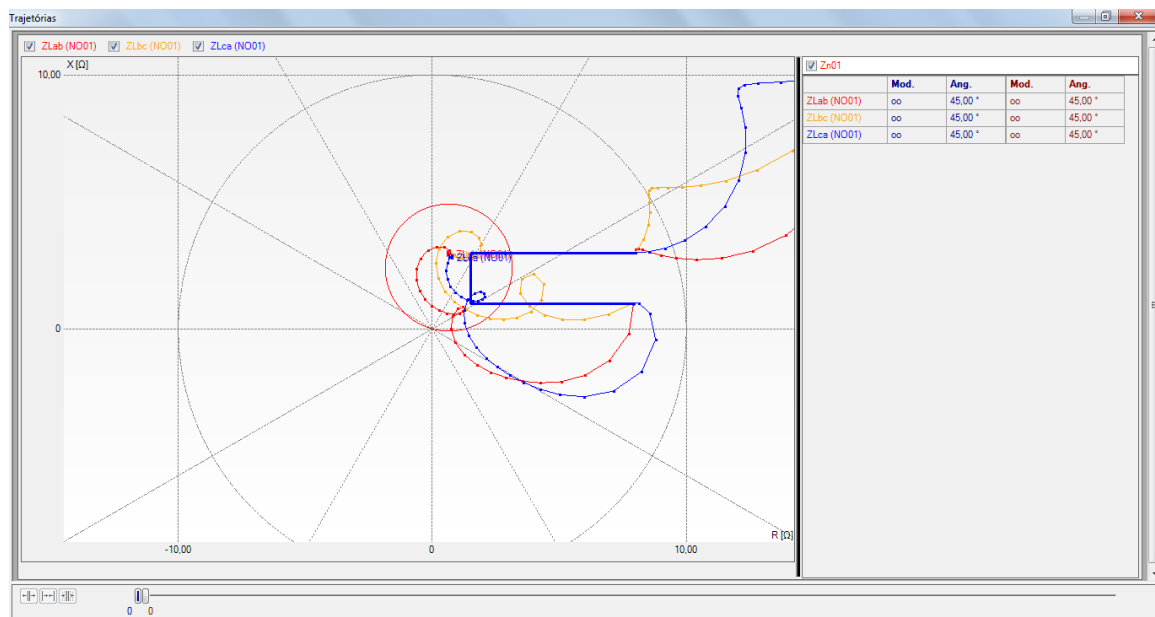 Trajetórias
ZLab (NO01) ZLbc (NO01) ZLca (NO01)
X [Ω]
10,00
0
-10,00 0 10,00
R [Ω]
ZLca (NO01)
Zn01
Mod. Ang. Mod. Ang.
ZLab (NO01) oo 45,00 ° oo 45,00 °
ZLbc (NO01) oo 45,00 ° oo 45,00 °
ZLca (NO01) oo 45,00 ° oo 45,00 °
0 0